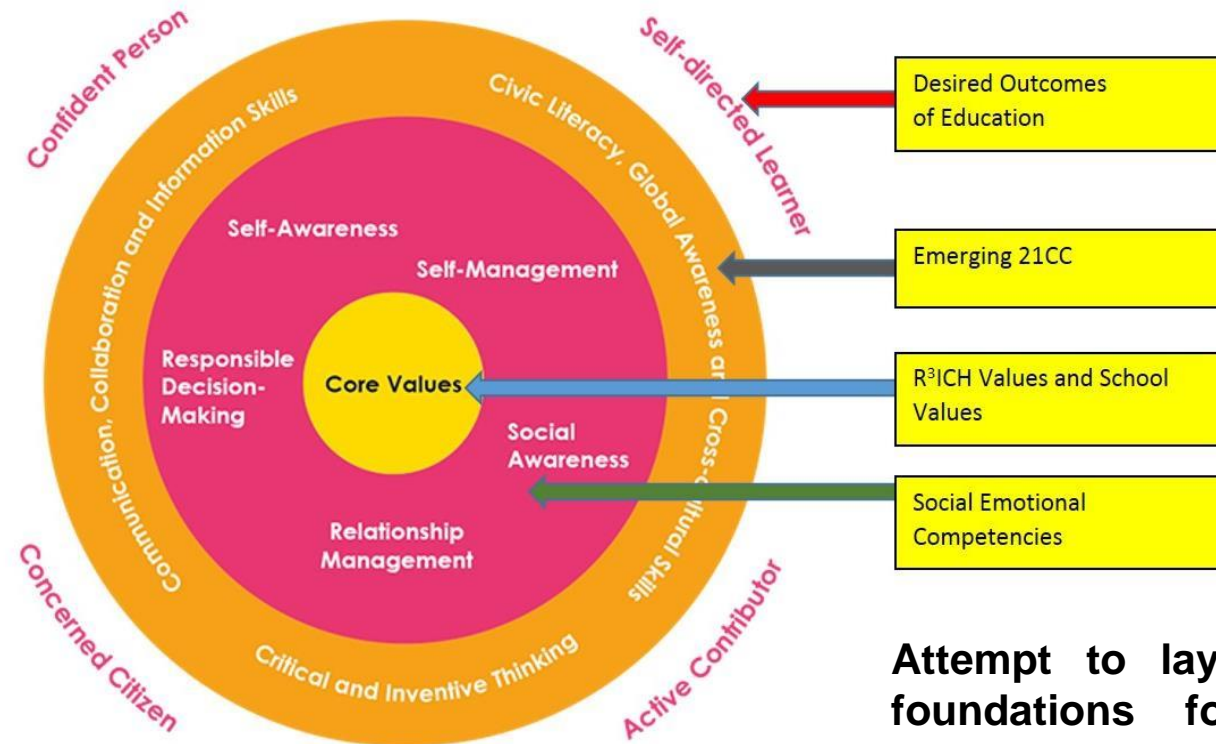 Confident Person
Self-directed Learner
Communication, Collaboration and Information Skills
Civic Literacy, Global Awareness and Cross-cultural Skills
Critical and Inventive Thinking
Self-Awareness
Self-Management
Responsible
Decision-
Making
Core Values
Social
Awareness
Relationship
Management
Concerned Citizen
Active Contributor
Desired Outcomes
of Education
Emerging 21CC
R³ICH Values and School
Values
Social Emotional
Competencies
Attempt to lay
foundations